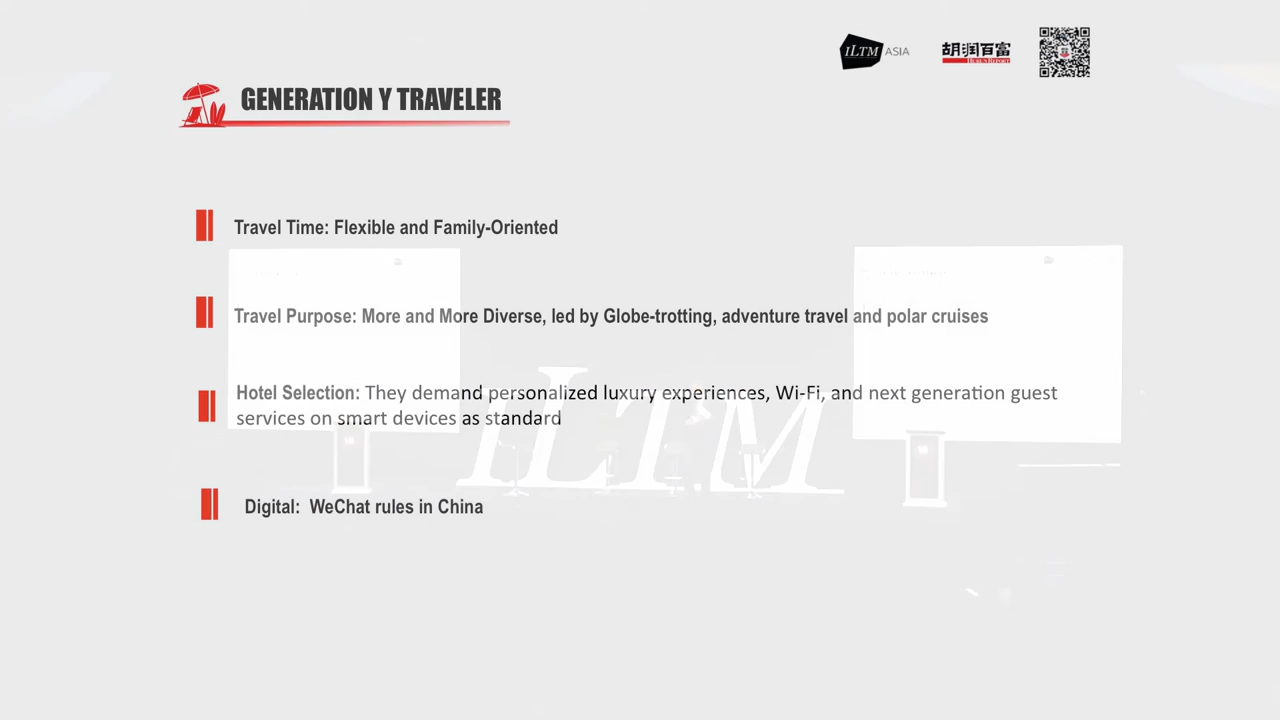 ILTM ASIA
胡润百富
HURUN REPORT
GENERATION Y TRAVELER
Travel Time: Flexible and Family-Oriented
Travel Purpose: More and More Diverse, led by Globe-trotting, adventure travel and polar cruises
Hotel Selection: They demand personalized luxury experiences, Wi-Fi, and next generation guest
services on smart devices as standard
ILTM
Digital: WeChat rules in China